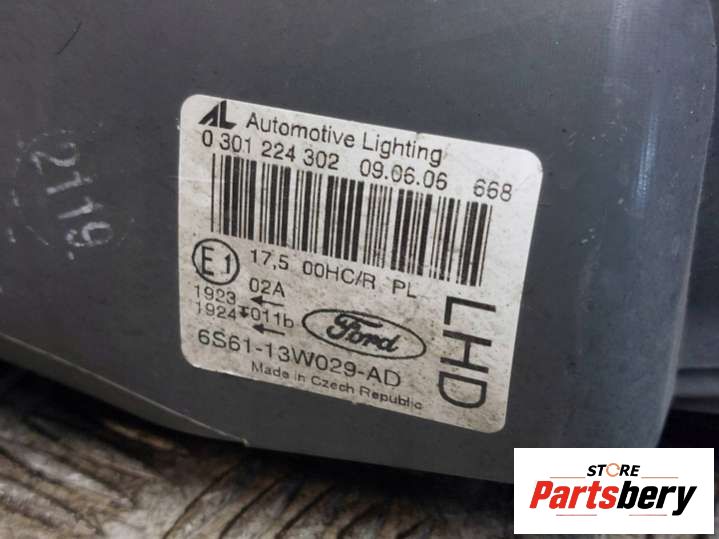 AL Automotive Lighting
0 301 224 302 09.06.06 668
E1 17,5 00HC/R PL
1923 02A
1924 011b
Ford
6S61-13W029-AD
Made in Czech Republic
LHD
2119
STORE
Partsbery